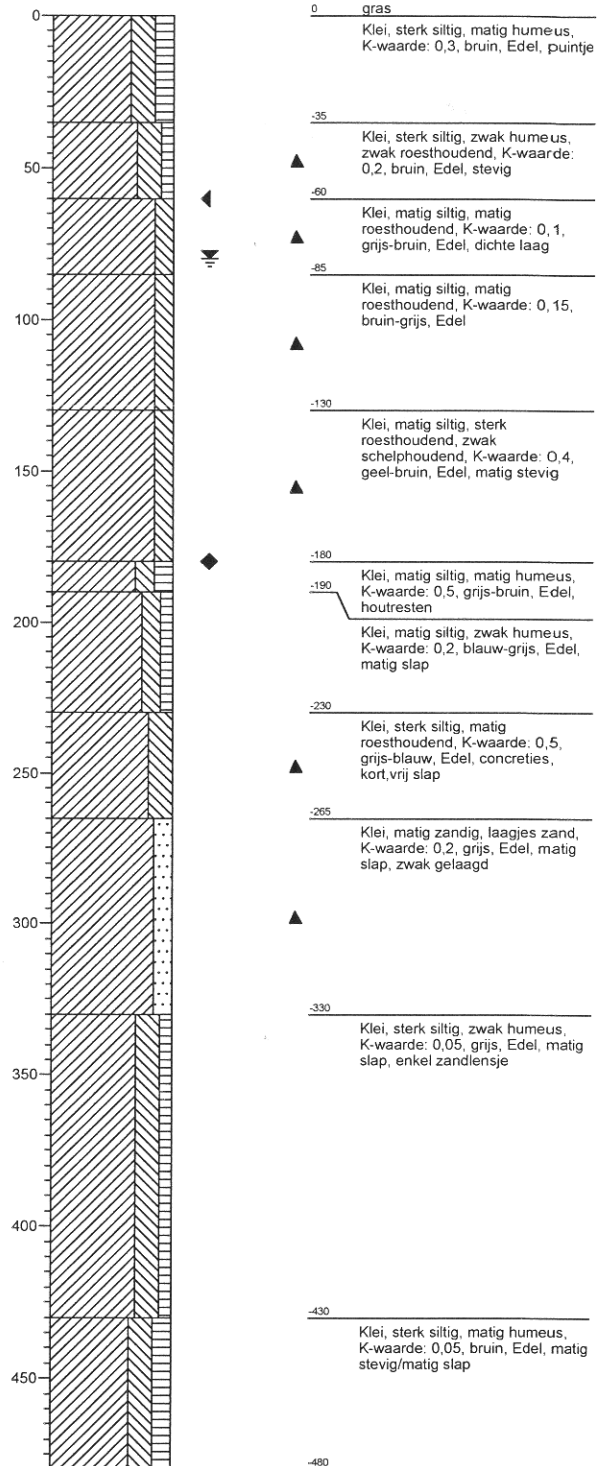 0
50
100
150
200
250
300
350
400
450
0
gras
Klei, sterk siltig, matig humeus,
K-waarde: 0,3, bruin, Edel, puintje
-35
Klei, sterk siltig, zwak humeus,
zwak roesthoudend, K-waarde:
0,2, bruin, Edel, stevig
-60
Klei, matig siltig, matig
roesthoudend, K-waarde: 0,1,
grijs-bruin, Edel, dichte laag
-85
Klei, matig siltig, matig
roesthoudend, K-waarde: 0,15,
bruin-grijs, Edel
-130
Klei, matig siltig, sterk
roesthoudend, zwak
schelphoudend, K-waarde: 0,4,
geel-bruin, Edel, matig stevig
-180
Klei, matig siltig, matig humeus,
-190
K-waarde: 0,5, grijs-bruin, Edel,
houtresten
Klei, matig siltig, zwak humeus,
K-waarde: 0,2, blauw-grijs, Edel,
matig slap
-230
Klei, sterk siltig, matig
roesthoudend, K-waarde: 0,5,
grijs-blauw, Edel, concreties,
kort,vrij slap
-265
Klei, matig zandig, laagjes zand,
K-waarde: 0,2, grijs, Edel, matig
slap, zwak gelaagd
-330
Klei, sterk siltig, zwak humeus,
K-waarde: 0,05, grijs, Edel, matig
slap, enkel zandlensje
-430
Klei, sterk siltig, matig humeus,
K-waarde: 0,05, bruin, Edel, matig
stevig/matig slap
-480